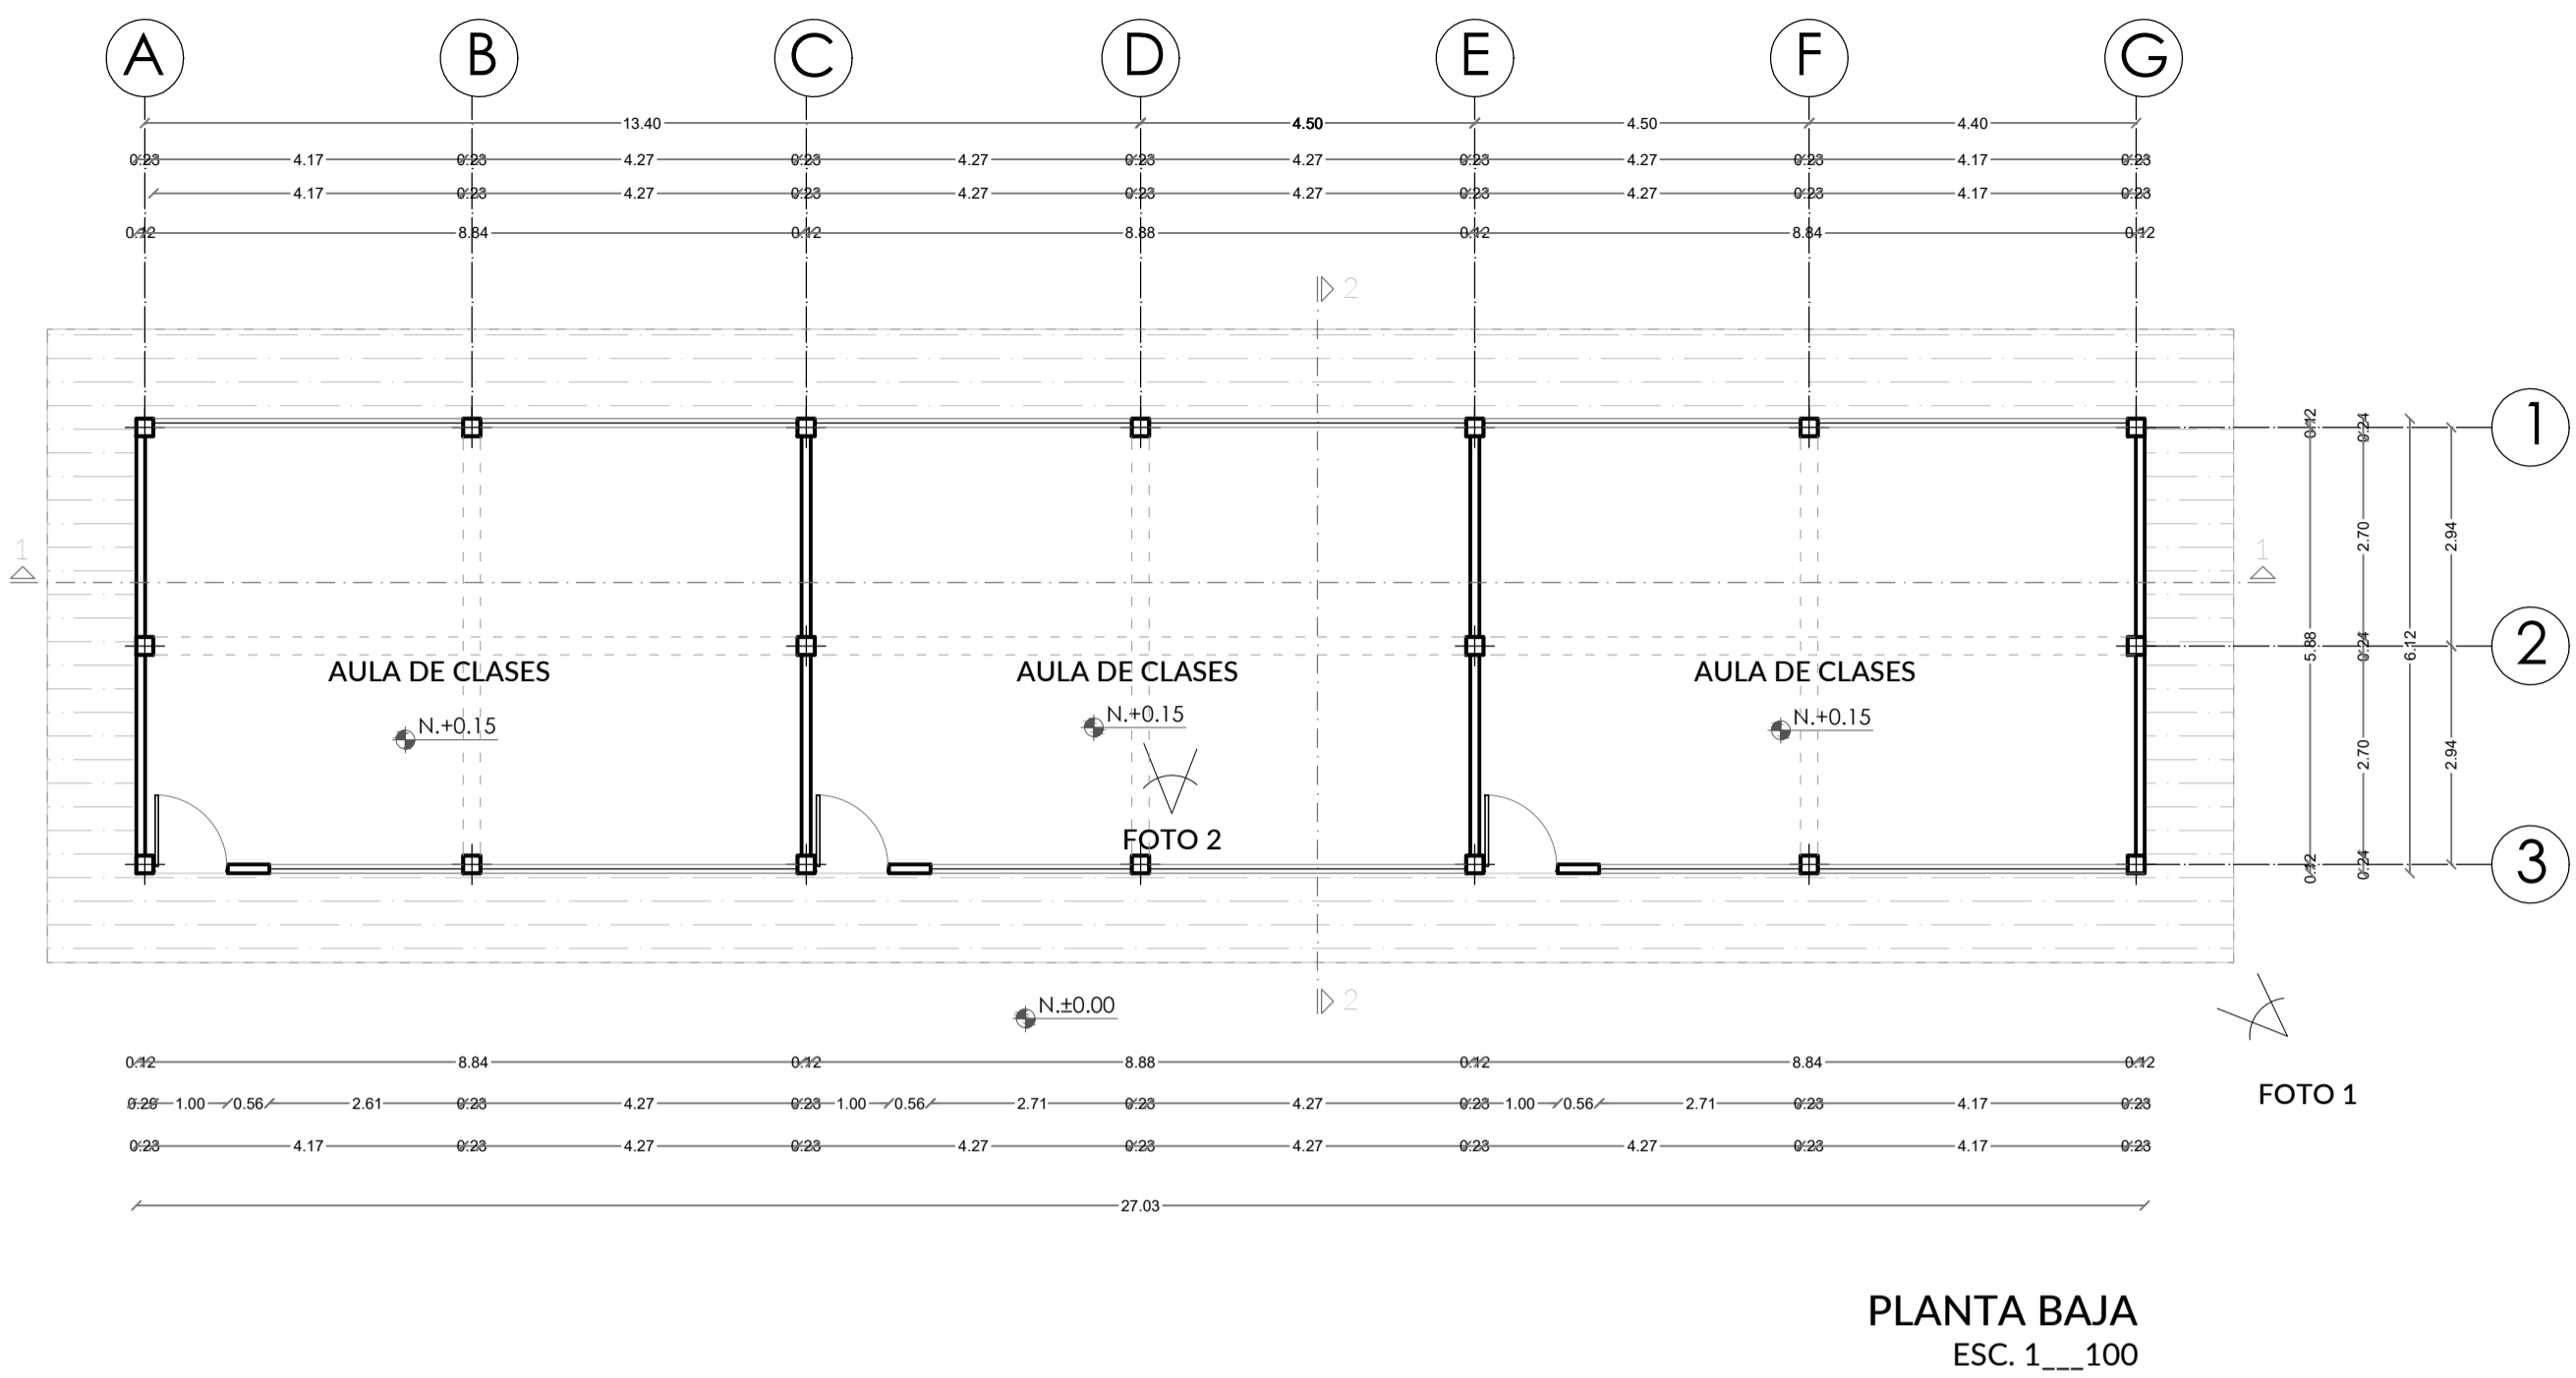 A B C D E F G
13.40 4.50 4.50 4.40
0.23 4.17 0.23 4.27 0.23 4.27 0.23 4.27 0.23 4.27 0.23 4.17 0.23
4.17 0.23 4.27 0.23 4.27 0.23 4.27 0.23 4.27 0.23 4.17 0.23
0.12 8.84 0.12 8.88 0.12 8.84 0.12
2
1
0.12 0.24
2.70 2.94
1 1
5.88 0.24 6.12
2
AULA DE CLASES AULA DE CLASES AULA DE CLASES
N.+0.15 N.+0.15 N.+0.15
2.70 2.94
FOTO 2
0.12 0.24
3
N.±0.00
2
0.12 8.84 0.12 8.88 0.12 8.84 0.12
FOTO 1
0.29 1.00 0.56 2.61 0.23 4.27 0.23 1.00 0.56 2.71 0.23 4.27 0.23 1.00 0.56 2.71 0.23 4.17 0.23
0.23 4.17 0.23 4.27 0.23 4.27 0.23 4.27 0.23 4.27 0.23 4.17 0.23
27.03
PLANTA BAJA
ESC. 1___100